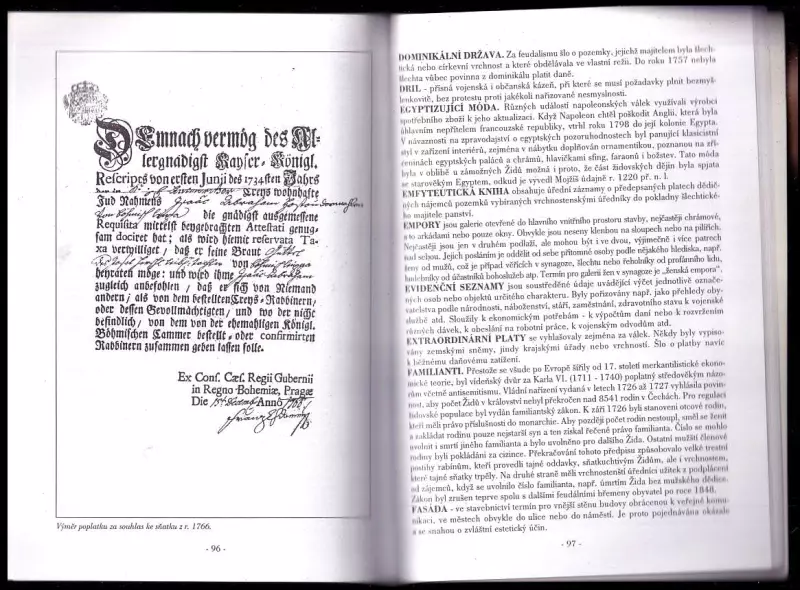 Demnach vermög des Al-
lergnädigst Kayser-Königl.
Rescripts von ersten Junji des 1734sten Jahrs
Creys wohnhafte
Jud Nahmens
die gnädigst ausgemessene
Requisita mittelst beygebrachten Attestati genug-
sam dociret hat; als wird hiemit reservata Ta-
xa verwilliget, daß er seine Braut
von
heyraten möge: und wird ihme
zugleich anbefohlen, daß er sich von Niemand
andern, als von dem bestellten Creys-Rabbinern,
oder dessen Gevollmächtigten, und wo der nicht
befindlich, von dem von der ehemahligen Königl.
Böhmischen Cammer bestellt- oder confirmirten
Rabbinern zusammen geben lassen solle.
Ex Conf. Cæs. Regii Gubernii
in Regno Bohemiæ, Pragæ
Die Anno
Výměr poplatku za souhlas ke sňatku z r. 1766.
- 96 -
DOMINIKÁLNÍ DRŽAVA. Za feudalismu šlo o pozemky, jejichž majitelem byla šlech-
tická nebo církevní vrchnost a které obdělávala ve vlastní režii. Do roku 1757 nebyla
šlechta vůbec povinna z dominikálu platit daně.
DRIL - přísná vojenská i občanská kázeň, při které se musí požadavky plnit bezmyš-
lenkovitě, bez protestu proti jakékoli nařizované nesmyslnosti.
EGYPTIZUJÍCÍ MÓDA. Různých událostí napoleonských válek využívali výrobci
spotřebního zboží k jeho aktualizaci. Když Napoleon chtěl poškodit Anglii, která byla
úhlavním nepřítelem francouzské republiky, vtrhl roku 1798 do její kolonie Egypta.
V návaznosti na zpravodajství o egyptských pozoruhodnostech byl panující klasicistní
styl v zařízení interiérů, zejména v nábytku doplňován ornamentikou, poznanou na zří-
ceninách egyptských paláců a chrámů, hlavičkami sfing, faraonů i božstev. Tato móda
byla v oblibě u zámožných Židů možná i proto, že část židovských dějin byla spjata
se starověkým Egyptem, odkud je vyvedl Mojžíš údajně r. 1220 př. n. l.
EMFYTEUTICKÁ KNIHA obsahuje úřední záznamy o předepsaných platech dědič-
ných nájemců pozemků vybíraných vrchnostenskými úředníky do pokladny šlechtické-
ho majitele panství.
EMPORY jsou galerie otevřené do hlavního vnitřního prostoru stavby, nejčastěji chrámové,
to arkádami nebo pouze okny. Obvykle jsou neseny klenbou na sloupech nebo na pilířích.
Nejčastěji jsou jen v druhém podlaží, ale mohou být i ve dvou, výjimečně i více patrech
nad sebou. Jejich posláním je oddělit od sebe přítomné osoby podle nějakého hlediska, např.
ženy od mužů, což je případ věřících v synagoze, šlechtu nebo řeholníky od profánního lidu,
hudebníky od účastníků bohoslužeb atp. Termín pro galerii žen v synagoze je „ženská empora".
EVIDENČNÍ SEZNAMY jsou soustředěné údaje uvádějící výčet jednotlivě označe-
ných osob nebo objektů určitého charakteru. Byly pořizovány např. jako přehledy oby-
vatelstva podle národnosti, náboženství, stáří, zaměstnání, zdravotního stavu k vojenské
službě atd. Sloužily k ekonomickým potřebám - k výpočtům daní nebo k rozvržením
různých dávek, k obeslání na robotní práce, k vojenským odvodům atd.
EXTRAORDINÁRNÍ PLATY se vyhlašovaly zejména za válek. Někdy byly vypiso-
vány zemskými sněmy, jindy krajskými úřady nebo vrchností. Šlo o platby navíc
k běžnému daňovému zatížení.
FAMILIANTI. Přestože se všude po Evropě šířily od 17. století merkantilistické ekono-
mické teorie, byl vídeňský dvůr za Karla VI. (1711 - 1740) poplatný středověkým názo-
rům včetně antisemitismu. Vládní nařízení vydaná v letech 1726 až 1727 vyhlásila povin-
nost, aby počet Židů v království nebyl překročen nad 8541 rodin v Čechách. Pro regulaci
židovské populace byl vydán familiantský zákon. K září 1726 byli stanoveni otcové rodin,
kteří měli právo příslušnosti do monarchie. Aby později počet rodin nestoupl, směl se ženit
a zakládat rodinu pouze nejstarší syn a ten získal řečené právo familianta. Číslo se mohlo
uvolnit i smrtí jiného familianta a bylo uvolněno pro dalšího Žida. Ostatní mužští členové
rodiny byli pokládáni za cizince. Překračování tohoto předpisu způsobovalo velké trestní
postihy rabínům, kteří provedli tajné oddavky, sňatkuchtivým Židům, ale i vrchnostem,
které tajné sňatky trpěly. Na druhé straně měli vrchnostenští úředníci užitek z podplácení
od zájemců, když se uvolnilo číslo familianta, např. úmrtím Žida bez mužského dědice.
Zákon byl zrušen teprve spolu s dalšími feudálními břemeny obyvatel po roce 1848.
FASÁDA - ve stavebnictví termín pro vnější stěnu budovy obrácenou k veřejné komu-
nikaci, ve městech obvykle do ulice nebo do náměstí. Je proto pojednávána okázale
a se snahou o zvláštní estetický účin.
- 97 -